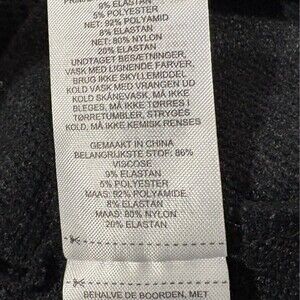 9% ELASTAN
5% POLYESTER
NET: 92% POLYAMID
8% ELASTAN
NET: 80% NYLON
20% ELASTAN
UNDTAGET BESÆTNINGER,
VASK MED LIGNENDE FARVER,
BRUG IKKE SKYLLEMIDDEL
KOLD VASK MED VRANGEN UD
KOLD SKÅNEVASK, MÅ IKKE
BLEGES, MÅ IKKE TØRRES I
TØRRETUMBLER, STRYGES
KOLD, MÅ IKKE KEMISK RENSES
GEMAAKT IN CHINA
BELANGRIJKSTE STOF: 86%
VISCOSE
9% ELASTAN
5% POLYESTER
MAAS: 92% POLYAMIDE
8% ELASTAN
MAAS: 80% NYLON
20% ELASTAN
BEHALVE DE BOORDEN, MET